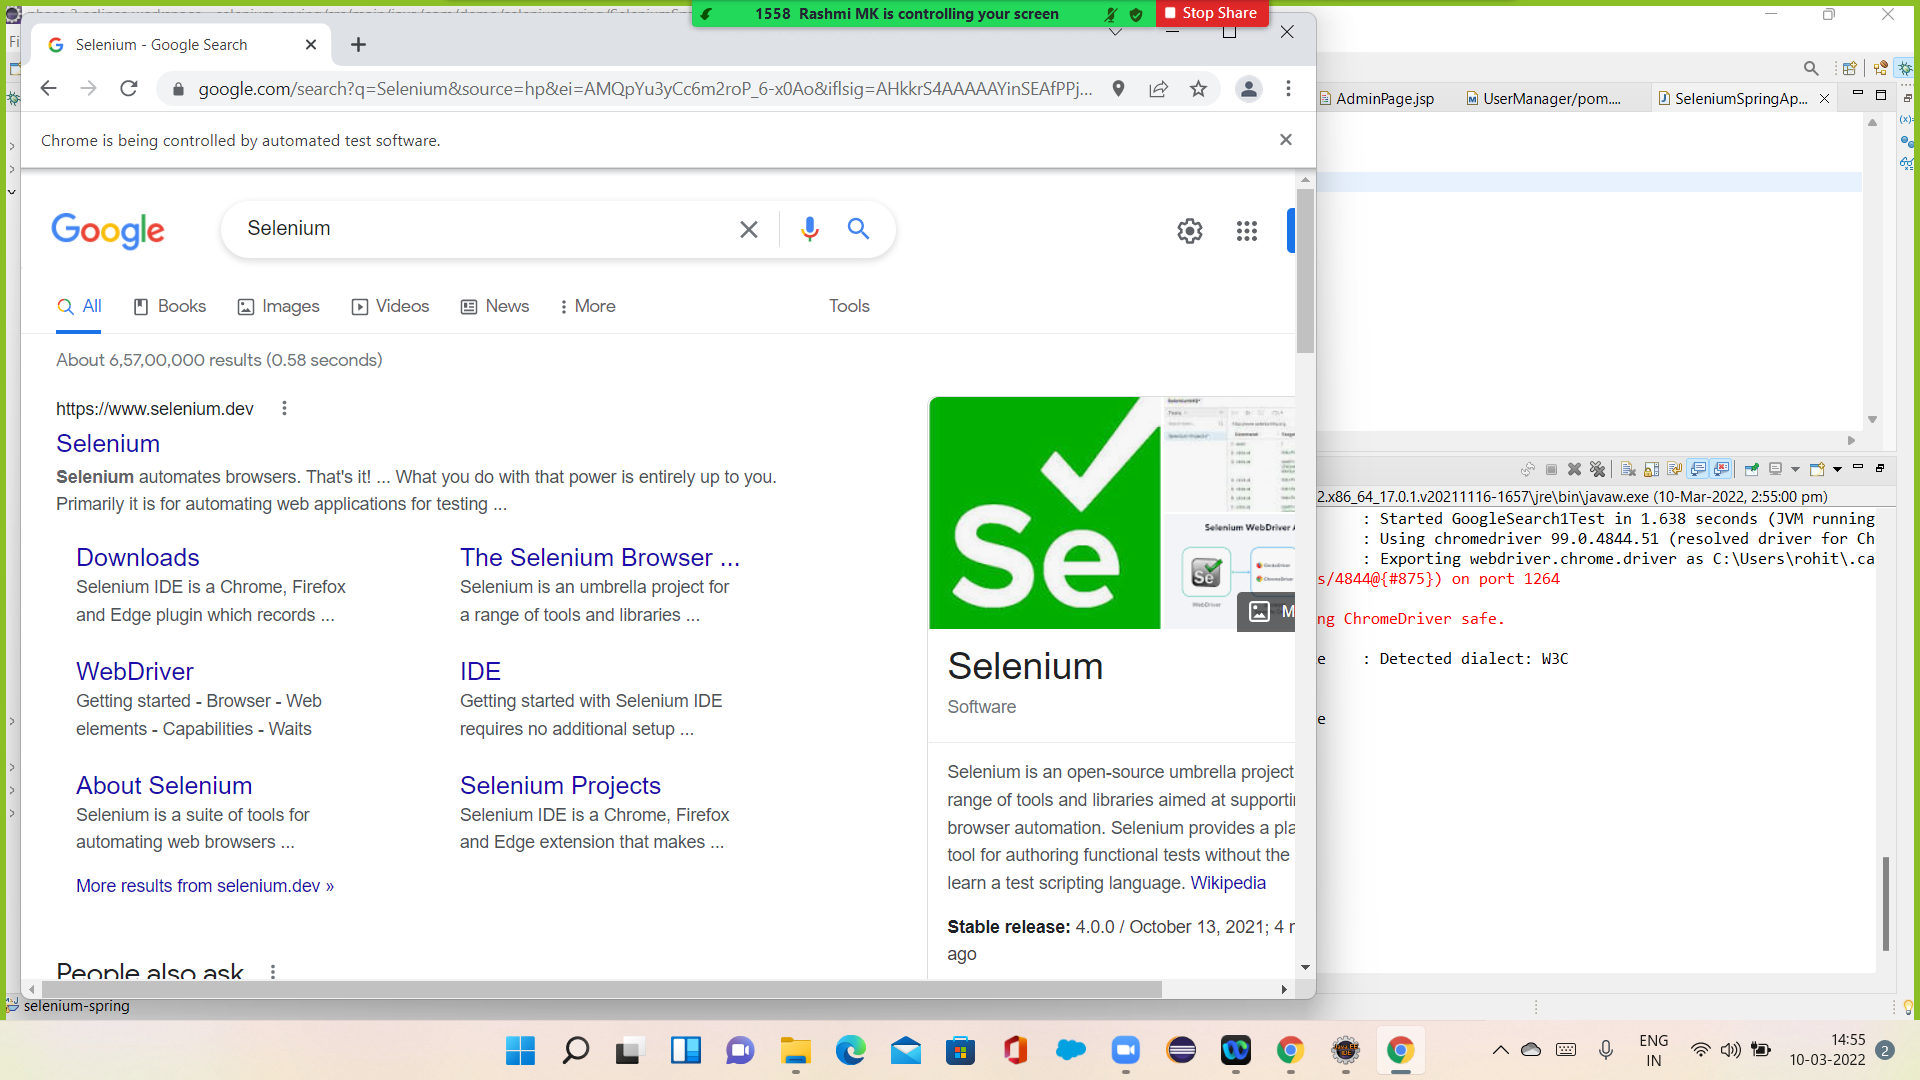 1558 Rashmi MK is controlling your screen
Stop Share
Selenium - Google Search
google.com/search?q=Selenium&source=hp&ei=AMQpYu3yCc6m2roP_6-x0Ao&iflsig=AHkkrS4AAAAAYinSEAfPPj...
AdminPage.jsp
UserManager/pom....
SeleniumSpringAp...
Chrome is being controlled by automated test software.
Google
Selenium
All
Books
Images
Videos
News
More
Tools
About 6,57,00,000 results (0.58 seconds)
https://www.selenium.dev
Selenium
Selenium automates browsers. That's it! ... What you do with that power is entirely up to you.
Primarily it is for automating web applications for testing ...
Downloads
Selenium IDE is a Chrome, Firefox
and Edge plugin which records ...
The Selenium Browser ...
Selenium is an umbrella project for
a range of tools and libraries ...
WebDriver
Getting started - Browser - Web
elements - Capabilities - Waits
IDE
Getting started with Selenium IDE
requires no additional setup ...
About Selenium
Selenium is a suite of tools for
automating web browsers ...
Selenium Projects
Selenium IDE is a Chrome, Firefox
and Edge extension that makes ...
More results from selenium.dev »
People also ask
Se
Selenium WebDriver A
Se
WebDriver
M
Selenium
Software
Selenium is an open-source umbrella project
range of tools and libraries aimed at supporti
browser automation. Selenium provides a pla
tool for authoring functional tests without the
learn a test scripting language. Wikipedia
Stable release: 4.0.0 / October 13, 2021; 4 r
ago
2.x86_64_17.0.1.v20211116-1657\jre\bin\javaw.exe (10-Mar-2022, 2:55:00 pm)
: Started GoogleSearch1Test in 1.638 seconds (JVM running
: Using chromedriver 99.0.4844.51 (resolved driver for Ch
: Exporting webdriver.chrome.driver as C:\Users\rohit\.ca
s/4844@{#875}) on port 1264
ng ChromeDriver safe.
e : Detected dialect: W3C
e
selenium-spring
ENG
IN
14:55
10-03-2022
2